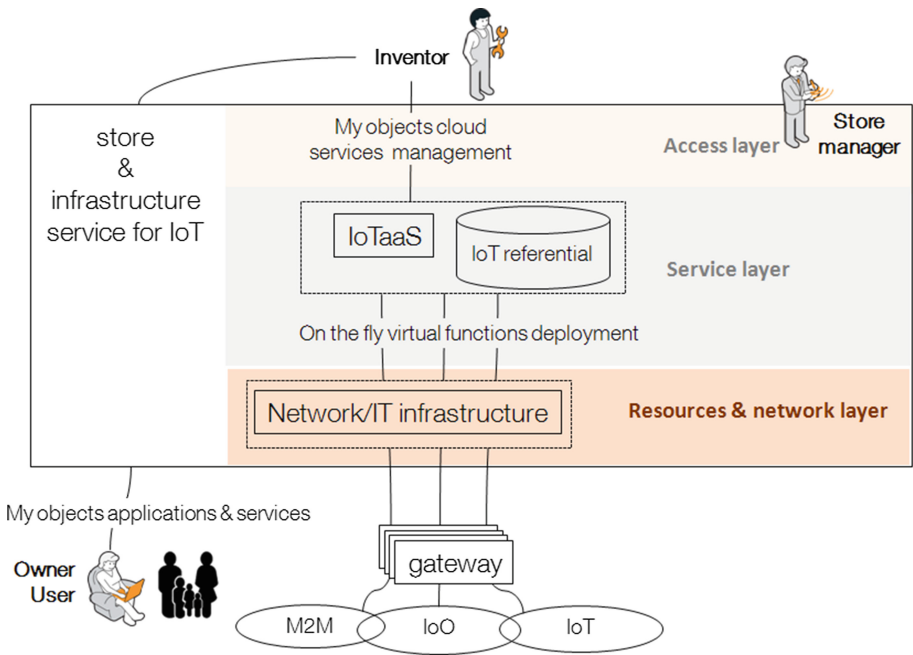 Inventor
store
&
infrastructure
service for IoT
My objects cloud
services management
Access layer
Store
manager
IoTaaS
IoT referential
Service layer
On the fly virtual functions deployment
Network/IT infrastructure
Resources & network layer
My objects applications & services
Owner
User
gateway
M2M
IoO
IoT